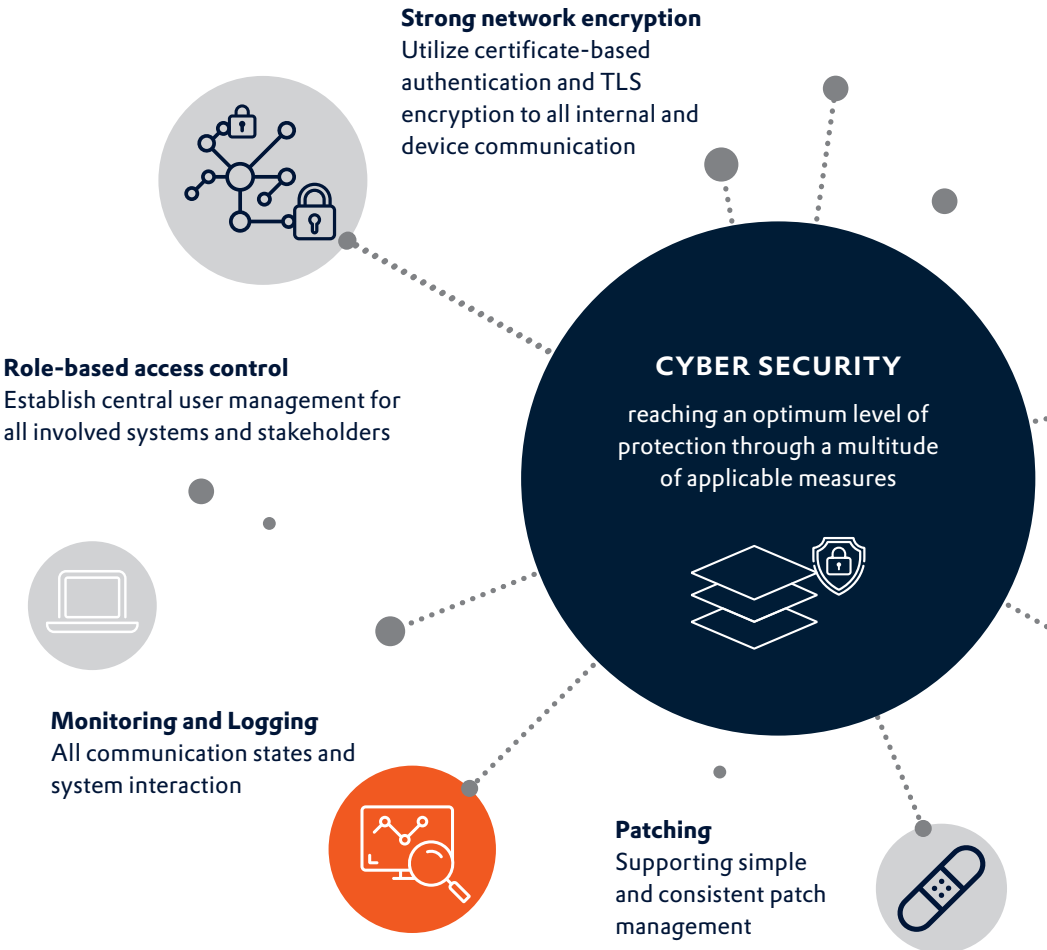 Strong network encryption
Utilize certificate-based
authentication and TLS
encryption to all internal and
device communication
Role-based access control
Establish central user management for
all involved systems and stakeholders
CYBER SECURITY
reaching an optimum level of
protection through a multitude
of applicable measures
Monitoring and Logging
All communication states and
system interaction
Patching
Supporting simple
and consistent patch
management